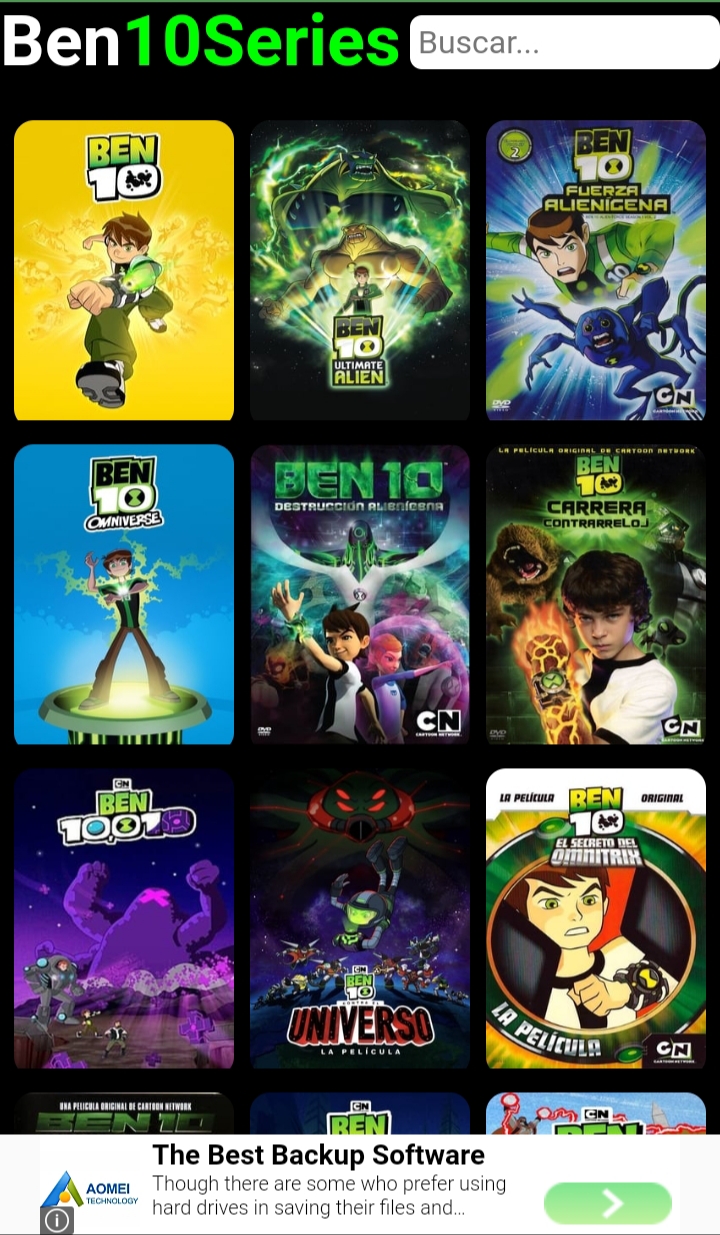 Ben10Series
Buscar...
BEN
10
BEN
10
ULTIMATE
ALIEN
2
BEN
10
FUERZA
ALIENÍGENA
10
DVD
VIDEO
CN
CARTOON NETWORK
BEN
10
OMNIVERSE
BEN 10
DESTRUCCIÓN ALIENÍGENA
DVD
CN
CARTOON NETWORK
LA PELÍCULA ORIGINAL DE CARTOON NETWORK
BEN
10
CARRERA
CONTRARRELOJ
DVD
CN
CARTOON NETWORK
CN
BEN
10,010
CN
BEN
10
CONTRA EL
UNIVERSO
LA PELÍCULA
LA PELÍCULA
BEN
10
ORIGINAL
EL SECRETO DEL
OMNITRIX
LA PELÍCULA
CN
CARTOON NETWORK
UNA PELICULA ORIGINAL DE CARTOON NETWORK
BEN 10
CN
BEN
CN
BEN
AOMEI
TECHNOLOGY
The Best Backup Software
Though there are some who prefer using
hard drives in saving their files and...